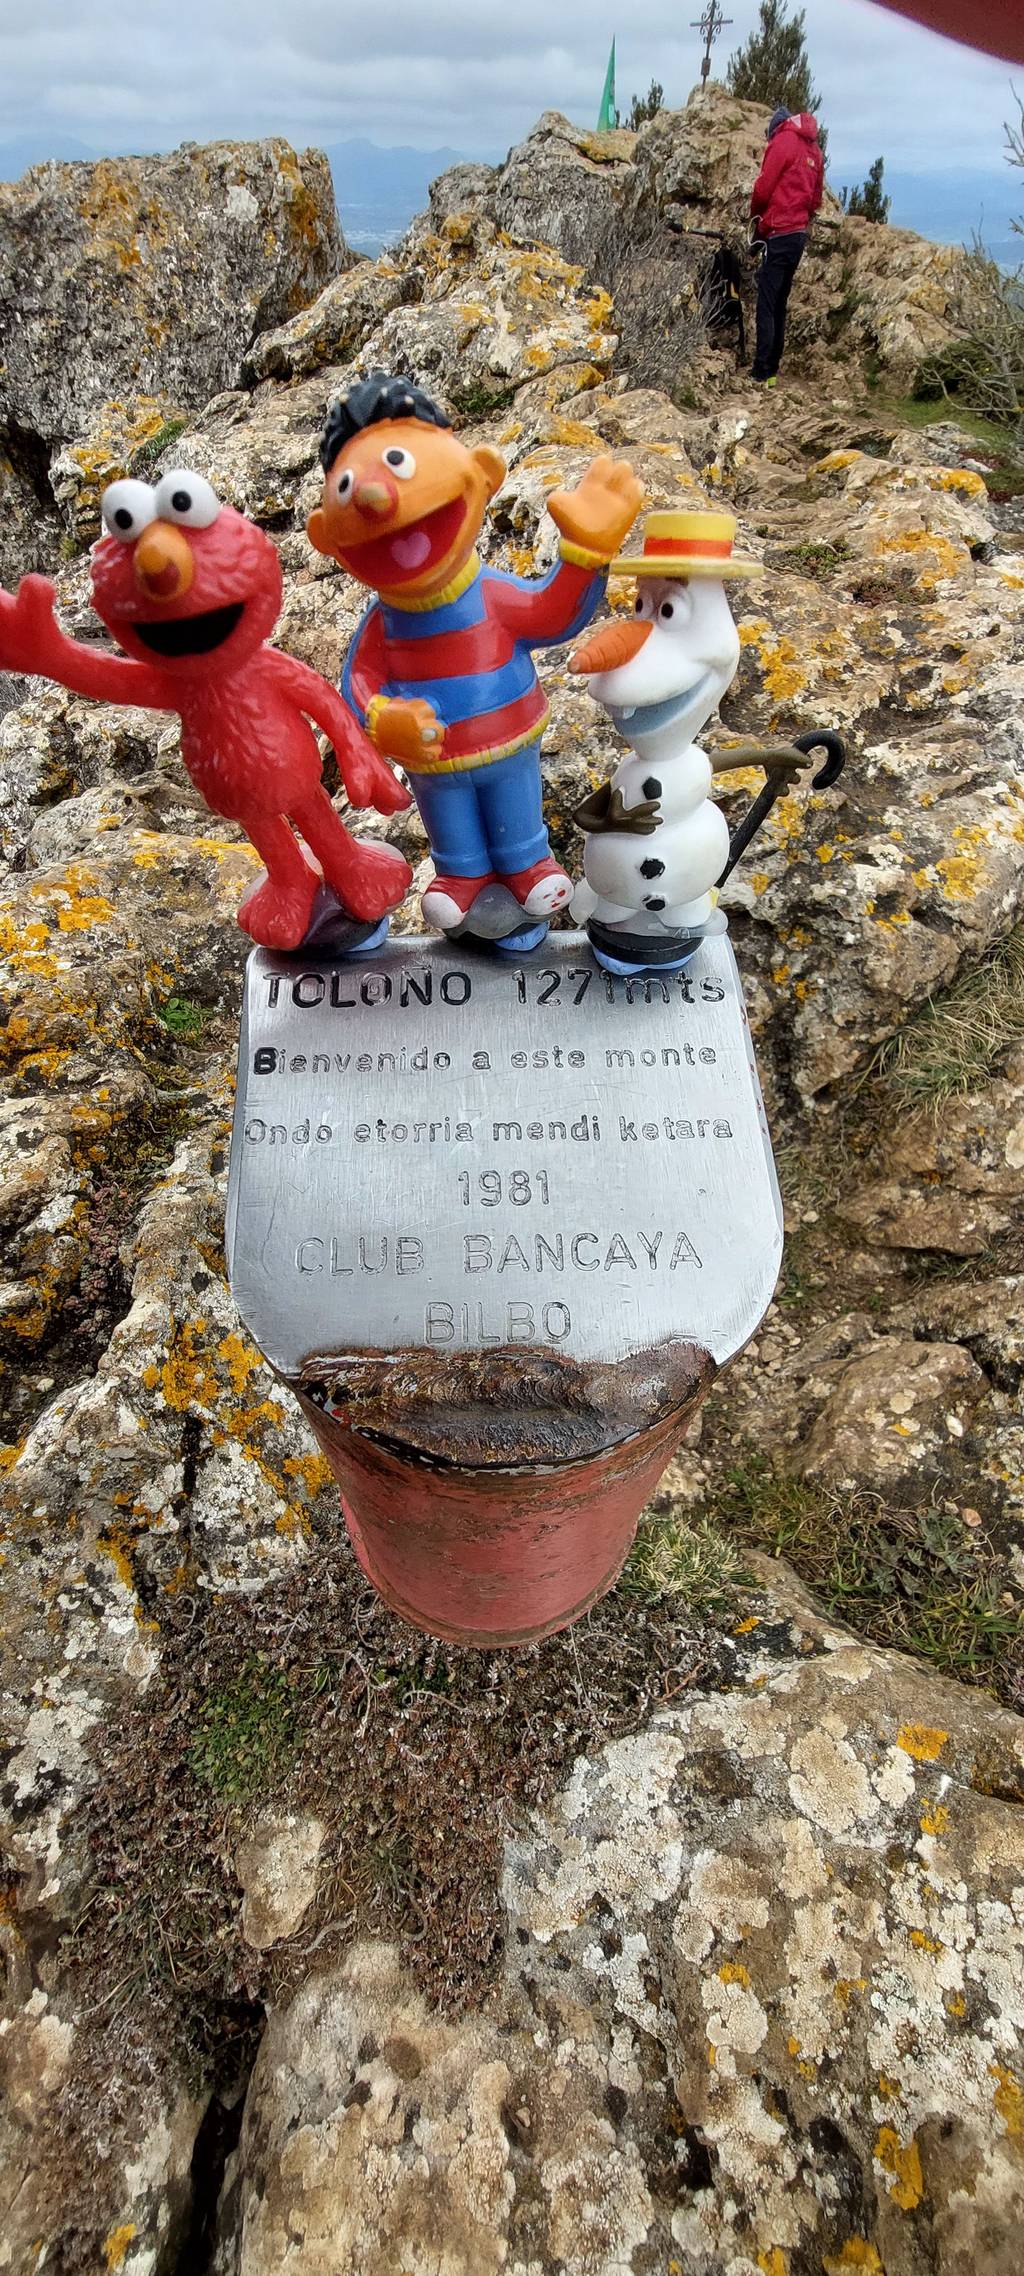 TOLOÑO 1271mts
Bienvenido a este monte
Ondo etorria mendi ketara
1981
CLUB BANCAYA
BILBO